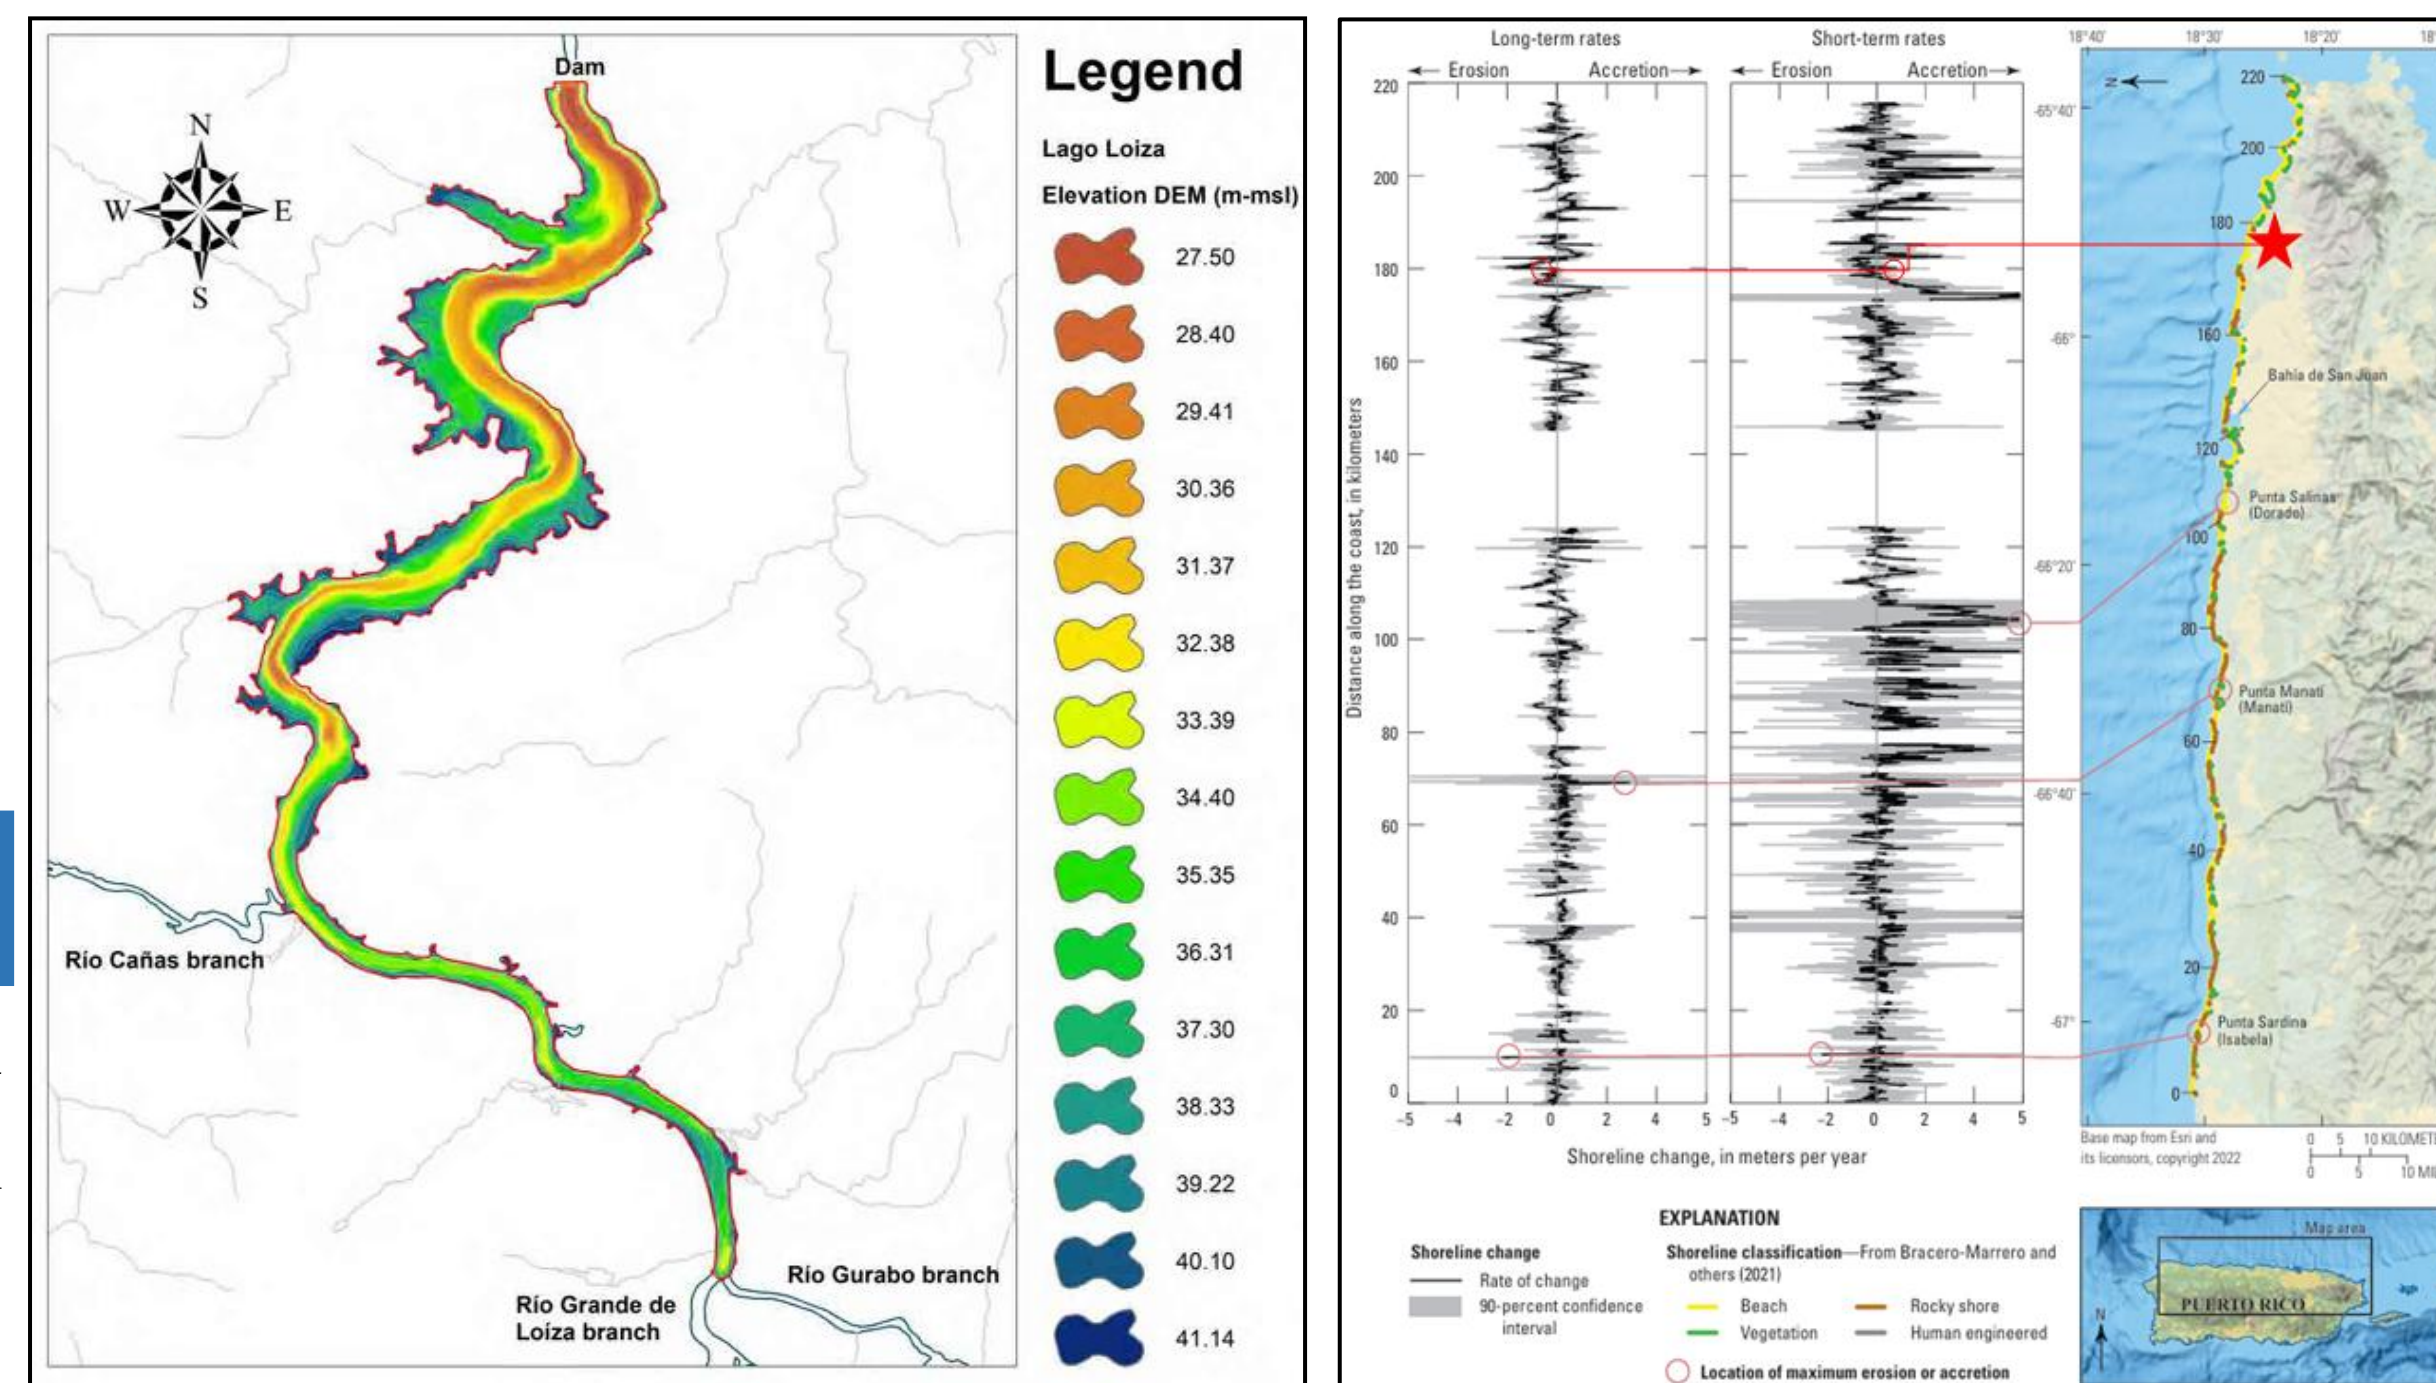 Dam
N
W
E
S
Río Cañas branch
Río Gurabo branch
Río Grande de
Loíza branch
Legend
Lago Loiza
Elevation DEM (m-msl)
27.50
28.40
29.41
30.36
31.37
32.38
33.39
34.40
35.35
36.31
37.30
38.33
39.22
40.10
41.14
Long-term rates
Erosion
Accretion
Short-term rates
Erosion
Accretion
Distance along the coast, in kilometers
220
200
180
160
140
120
100
80
60
40
20
0
-5 -4 -2 0 2 4 5
-5 -4 -2 0 2 4 5
Shoreline change, in meters per year
18°40'
18°30'
18°20'
N
-65°40'
-66°
-66°20'
-66°40'
-67°
220
200
180
160
120
100
80
60
40
20
0
Bahía de San Juan
Punta Salinas
(Dorado)
Punta Manati
(Manati)
Punta Sardina
(Isabela)
Base map from Esri and
its licensors, copyright 2022
0 5 10
0 5 10
EXPLANATION
Shoreline change
Rate of change
90-percent confidence
interval
Shoreline classification—From Bracero-Marrero and
others (2021)
Beach
Vegetation
Rocky shore
Human engineered
Location of maximum erosion or accretion
Map area
PUERTO RICO
N